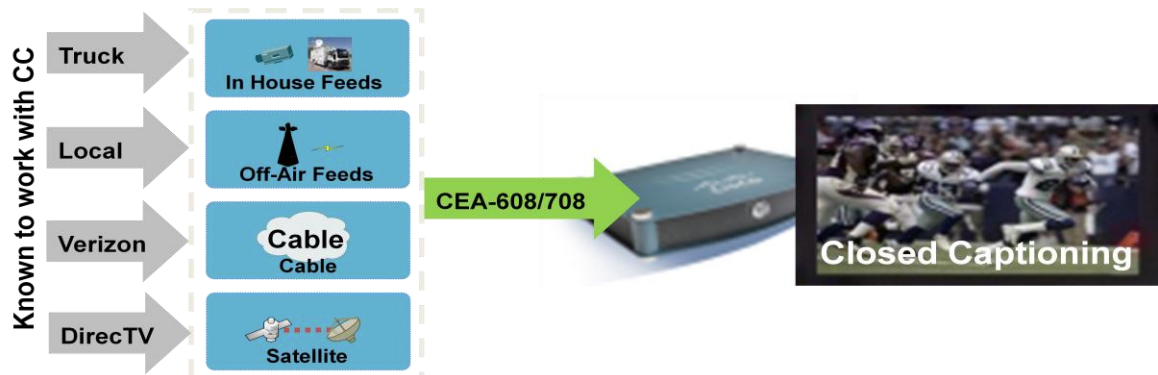 Known to work with CC
Truck
In House Feeds
Local
Off-Air Feeds
Verizon
Cable
Cable
DirecTV
Satellite
CEA-608/708
Closed Captioning